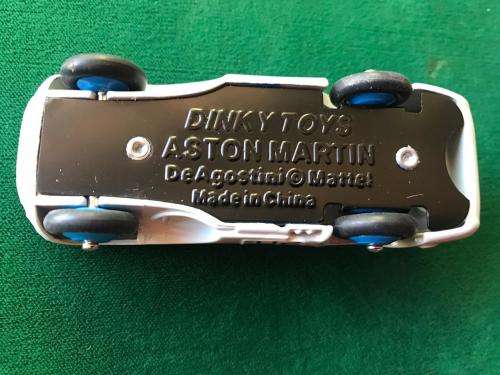 DINKY TOYS
ASTON MARTIN
DeAgostini © Mattel
Made in China